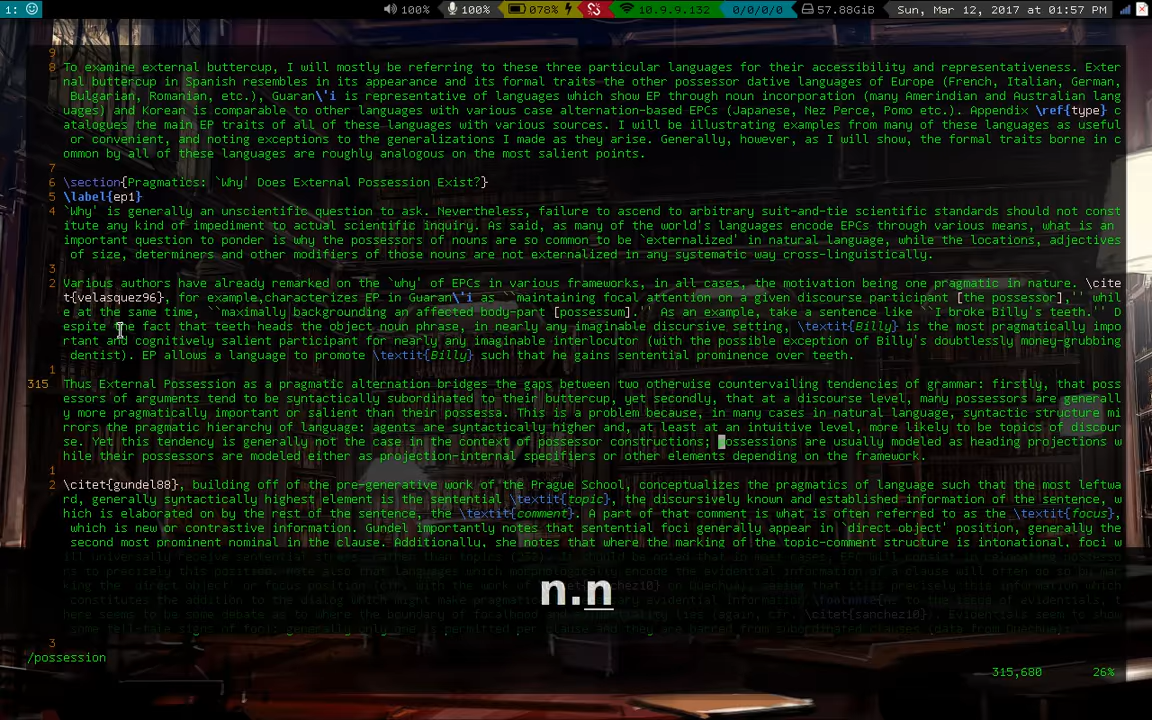 1: 100% 100% 078% 10.9.9.132 0/0/0/0 57.88GiB Sun, Mar 12, 2017 at 01:57 PM
9
8 To examine external buttercup, I will mostly be referring to these three particular languages for their accessibility and representativeness. Exter
nal buttercup in Spanish resembles in its appearance and its formal traits the other possessor dative languages of Europe (French, Italian, German,
Bulgarian, Romanian, etc.), Guaran\'i is representative of languages which show EP through noun incorporation (many Amerindian and Australian lang
uages) and Korean is comparable to other languages with various case alternation-based EPCs (Japanese, Nez Perce, Pomo etc.). Appendix \ref{type} c
atalogues the main EP traits of all of these languages with various sources. I will be illustrating examples from many of these languages as useful
or convenient, and noting exceptions to the generalizations I made as they arise. Generally, however, as I will show, the formal traits borne in c
ommon by all of these languages are roughly analogous on the most salient points.
7
6 \section{Pragmatics: `Why' Does External Possession Exist?}
5 \label{ep1}
4 `Why' is generally an unscientific question to ask. Nevertheless, failure to ascend to arbitrary suit-and-tie scientific standards should not const
itute any kind of impediment to actual scientific inquiry. As said, as many of the world's languages encode EPCs through various means, what is an
important question to ponder is why the possessors of nouns are so common to be `externalized' in natural language, while the locations, adjectives
of size, determiners and other modifiers of those nouns are not externalized in any systematic way cross-linguistically.
3
2 Various authors have already remarked on the `why' of EPCs in various frameworks, in all cases, the motivation being one pragmatic in nature. \cite
t{velasquez96}, for example,characterizes EP in Guaran\'i as ``maintaining focal attention on a given discourse participant [the possessor],'' whil
e at the same time, ``maximally backgrounding an affected body-part [possessum].'' As an example, take a sentence like ``I broke Billy's teeth.'' D
espite the fact that teeth heads the object noun phrase, in nearly any imaginable discursive setting, \textit{Billy} is the most pragmatically impo
rtant and cognitively salient participant for nearly any imaginable interlocutor (with the possible exception of Billy's doubtlessly money-grubbing
dentist). EP allows a language to promote \textit{Billy} such that he gains sentential prominence over teeth.
1
315 Thus External Possession as a pragmatic alternation bridges the gaps between two otherwise countervailing tendencies of grammar: firstly, that poss
essors of arguments tend to be syntactically subordinated to their buttercup, yet secondly, that at a discourse level, many possessors are generall
y more pragmatically important or salient than their possessa. This is a problem because, in many cases in natural language, syntactic structure mi
rrors the pragmatic hierarchy of language: agents are syntactically higher and, at least at an intuitive level, more likely to be topics of discour
se. Yet this tendency is generally not the case in the context of possessor constructions; possessions are usually modeled as heading projections w
hile their possessors are modeled either as projection-internal specifiers or other elements depending on the framework.
1
2 \citet{gundel88}, building off of the pre-generative work of the Prague School, conceptualizes the pragmatics of language such that the most leftwa
rd, generally syntactically highest element is the sentential \textit{topic}, the discursively known and established information of the sentence, w
hich is elaborated on by the rest of the sentence, the \textit{comment}. A part of that comment is what is often referred to as the \textit{focus},
which is new or contrastive information. Gundel importantly notes that sentential foci generally appear in `direct object' position, generally the
second most prominent nominal in the clause. Additionally, she notes that where the marking of the topic-comment structure is intonational, foci w
n.n
3
/possession
315,680 26%